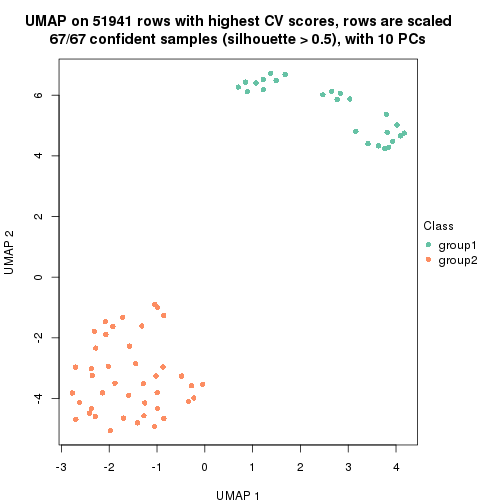 UMAP on 51941 rows with highest CV scores, rows are scaled
67/67 confident samples (silhouette > 0.5), with 10 PCs
6
4
2
0
-2
-4
UMAP 2
-3
-2
-1
0
1
2
3
4
UMAP 1
Class
group1
group2